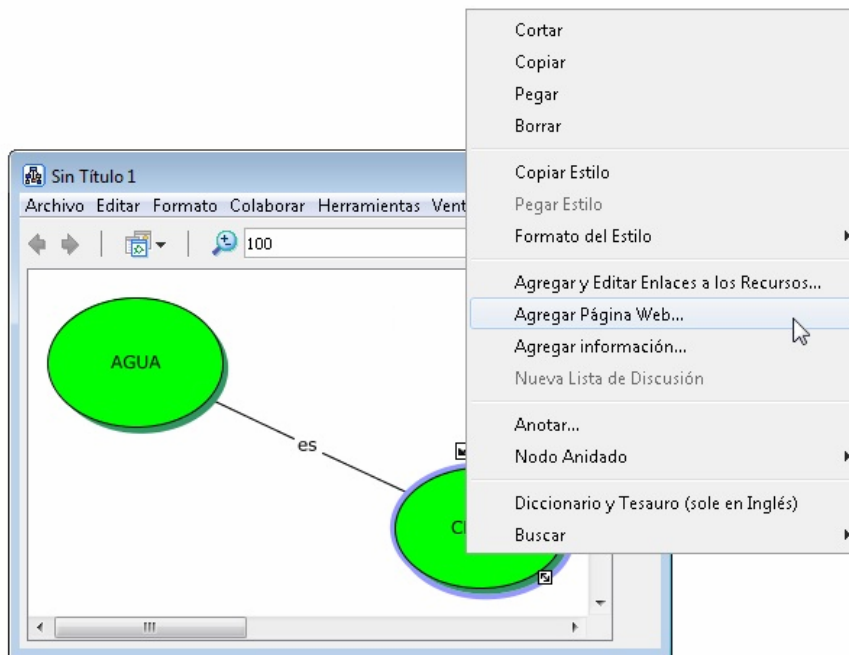 Cortar
Copiar
Pegar
Borrar
Copiar Estilo
Pegar Estilo
Formato del Estilo
Agregar y Editar Enlaces a los Recursos...
Agregar Página Web...
Agregar información...
Nueva Lista de Discusión
Anotar...
Nodo Anidado
Diccionario y Tesauro (sole en Inglés)
Buscar
Sin Título 1
Archivo Editar Formato Colaborar Herramientas Vent
100
AGUA
es